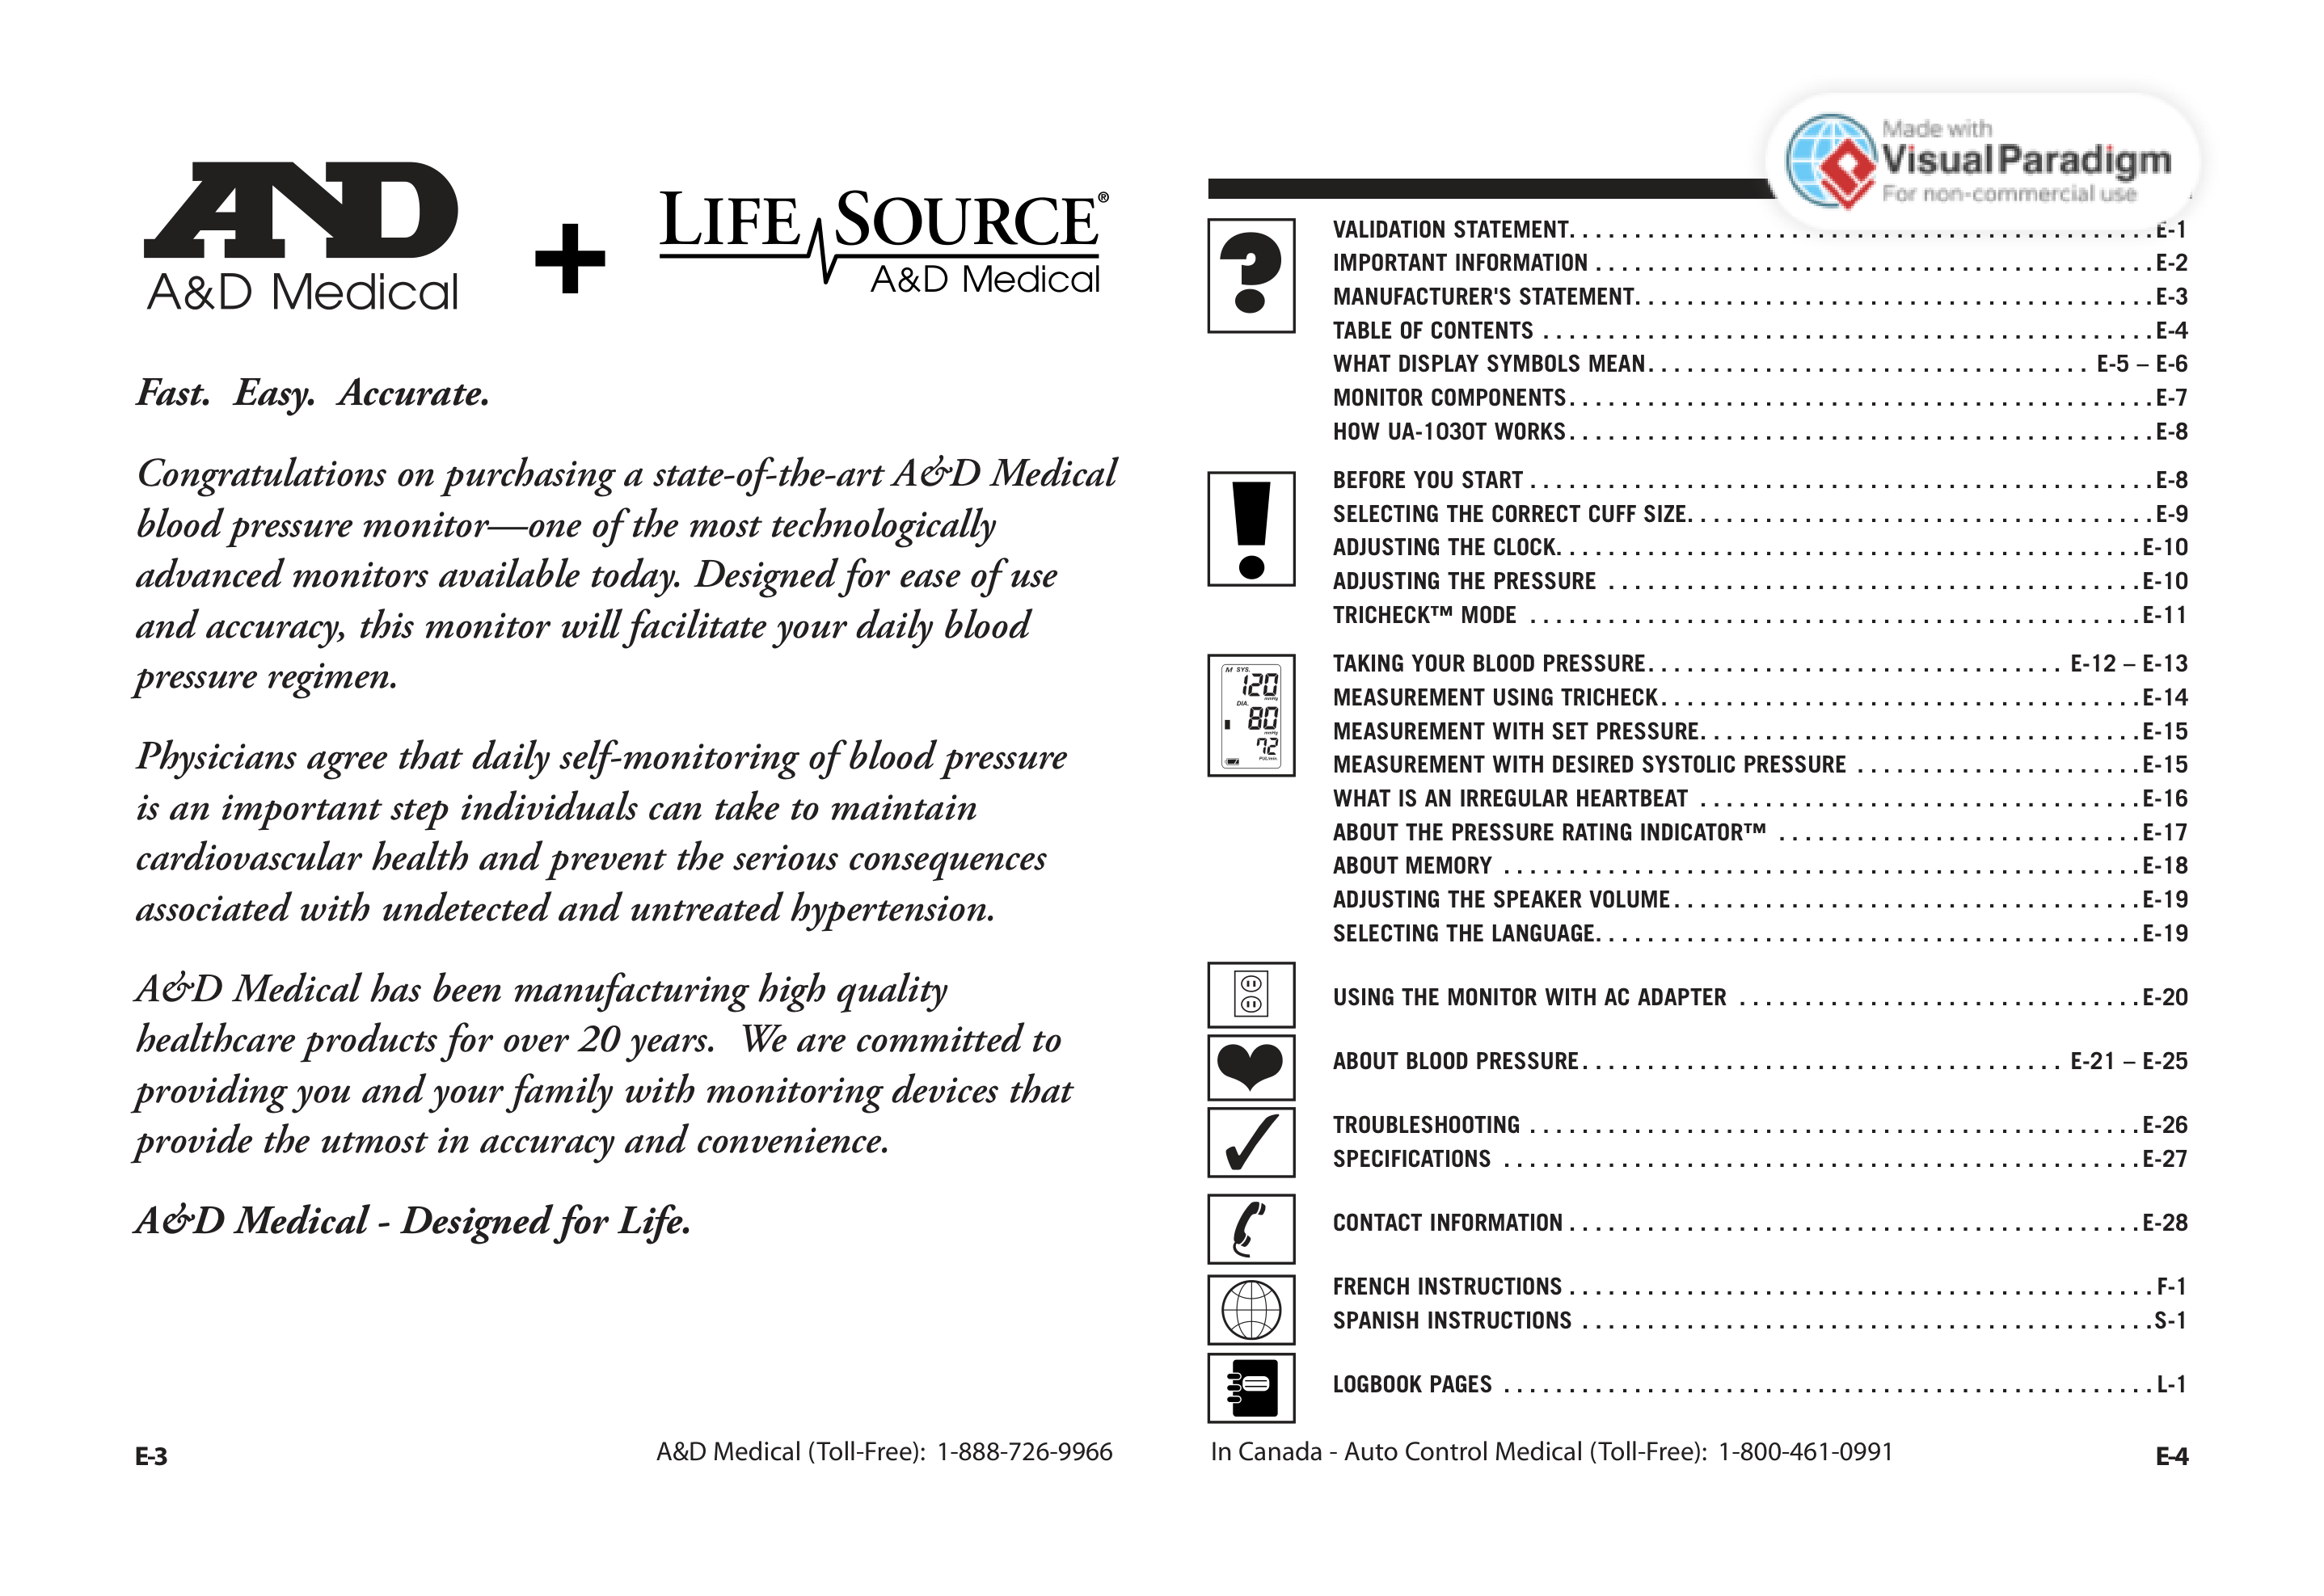 AND
A&D Medical
+
LIFE SOURCE®
A&D Medical
Fast. Easy. Accurate.
Congratulations on purchasing a state-of-the-art A&D Medical
blood pressure monitor—one of the most technologically
advanced monitors available today. Designed for ease of use
and accuracy, this monitor will facilitate your daily blood
pressure regimen.
Physicians agree that daily self-monitoring of blood pressure
is an important step individuals can take to maintain
cardiovascular health and prevent the serious consequences
associated with undetected and untreated hypertension.
A&D Medical has been manufacturing high quality
healthcare products for over 20 years. We are committed to
providing you and your family with monitoring devices that
provide the utmost in accuracy and convenience.
A&D Medical - Designed for Life.
E-3
A&D Medical (Toll-Free): 1-888-726-9966
Made with
Visual Paradigm
For non-commercial use
?
VALIDATION STATEMENT. . . . . . . . . . E-1
IMPORTANT INFORMATION . . . . . . . . . . E-2
MANUFACTURER'S STATEMENT. . . . . . . . . . E-3
TABLE OF CONTENTS . . . . . . . . . . E-4
WHAT DISPLAY SYMBOLS MEAN. . . . . . . . . . E-5 – E-6
MONITOR COMPONENTS. . . . . . . . . . E-7
HOW UA-1030T WORKS. . . . . . . . . . E-8
!
BEFORE YOU START . . . . . . . . . . E-8
SELECTING THE CORRECT CUFF SIZE. . . . . . . . . . E-9
ADJUSTING THE CLOCK. . . . . . . . . . E-10
ADJUSTING THE PRESSURE . . . . . . . . . . E-10
TRICHECK™ MODE . . . . . . . . . . E-11
M SYS.
120
mmHg
DIA.
80
mmHg
72
PUL/min.
TAKING YOUR BLOOD PRESSURE. . . . . . . . . . E-12 – E-13
MEASUREMENT USING TRICHECK. . . . . . . . . . E-14
MEASUREMENT WITH SET PRESSURE. . . . . . . . . . E-15
MEASUREMENT WITH DESIRED SYSTOLIC PRESSURE . . . . . . . . . . E-15
WHAT IS AN IRREGULAR HEARTBEAT . . . . . . . . . . E-16
ABOUT THE PRESSURE RATING INDICATOR™ . . . . . . . . . . E-17
ABOUT MEMORY . . . . . . . . . . E-18
ADJUSTING THE SPEAKER VOLUME. . . . . . . . . . E-19
SELECTING THE LANGUAGE. . . . . . . . . . E-19
USING THE MONITOR WITH AC ADAPTER . . . . . . . . . . E-20
ABOUT BLOOD PRESSURE. . . . . . . . . . E-21 – E-25
TROUBLESHOOTING . . . . . . . . . . E-26
SPECIFICATIONS . . . . . . . . . . E-27
CONTACT INFORMATION . . . . . . . . . . E-28
FRENCH INSTRUCTIONS . . . . . . . . . . F-1
SPANISH INSTRUCTIONS . . . . . . . . . . S-1
LOGBOOK PAGES . . . . . . . . . . L-1
In Canada - Auto Control Medical (Toll-Free): 1-800-461-0991
E-4